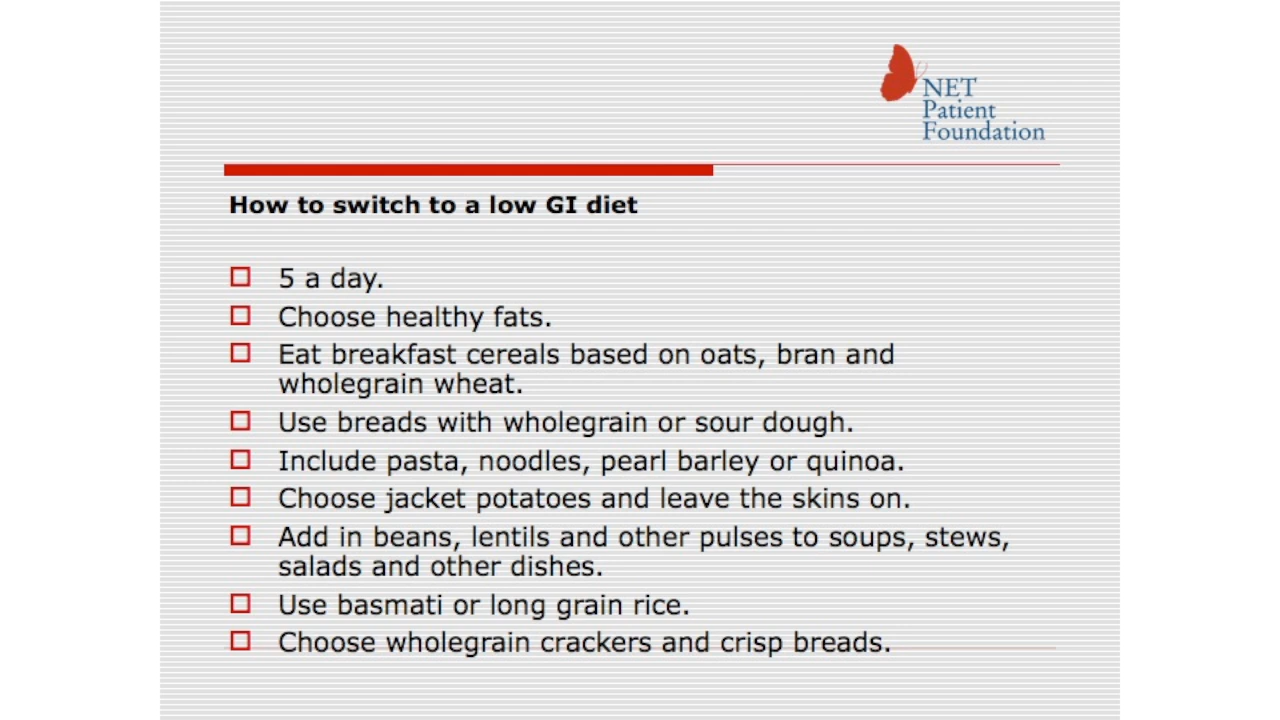 NET
Patient
Foundation
How to switch to a low GI diet
5 a day.
Choose healthy fats.
Eat breakfast cereals based on oats, bran and
wholegrain wheat.
Use breads with wholegrain or sour dough.
Include pasta, noodles, pearl barley or quinoa.
Choose jacket potatoes and leave the skins on.
Add in beans, lentils and other pulses to soups, stews,
salads and other dishes.
Use basmati or long grain rice.
Choose wholegrain crackers and crisp breads.